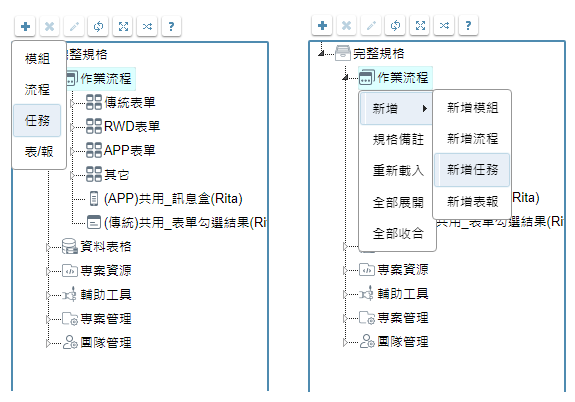 ?
模組
流程
任務
表/報
完整規格
作業流程
傳統表單
RWD表單
APP表單
其它
(APP)共用_訊息盒(Rita)
(傳統)共用_表單勾選結果(Rit
資料表格
專案資源
輔助工具
專案管理
團隊管理
?
完整規格
作業流程
新增
規格備註
重新載入
全部展開
全部收合
新增模組
新增流程
新增任務
新增表報
(Rita)
共用_表單勾選結果(Rit
專案資源
輔助工具
專案管理
團隊管理